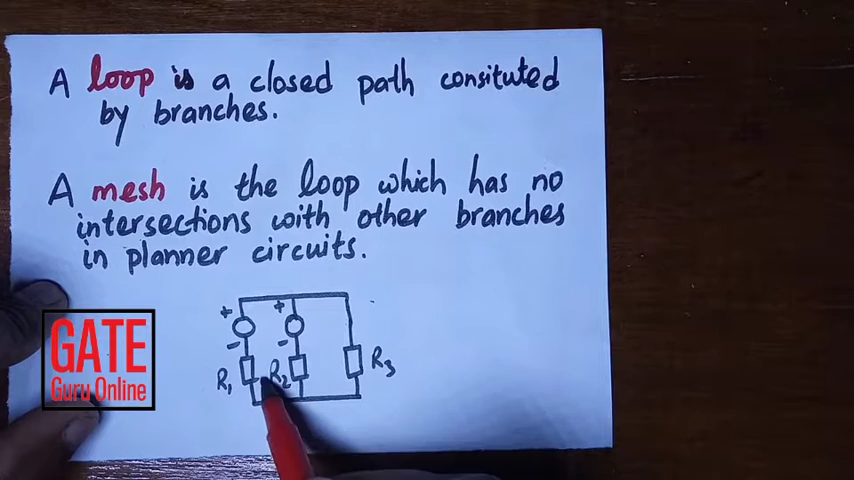 A loop is a closed path consituted
by branches.
A mesh is the loop which has no
intersections with other branches
in planner circuits.
+ +
- -
R1 R2 R3
GATE
Guru Online